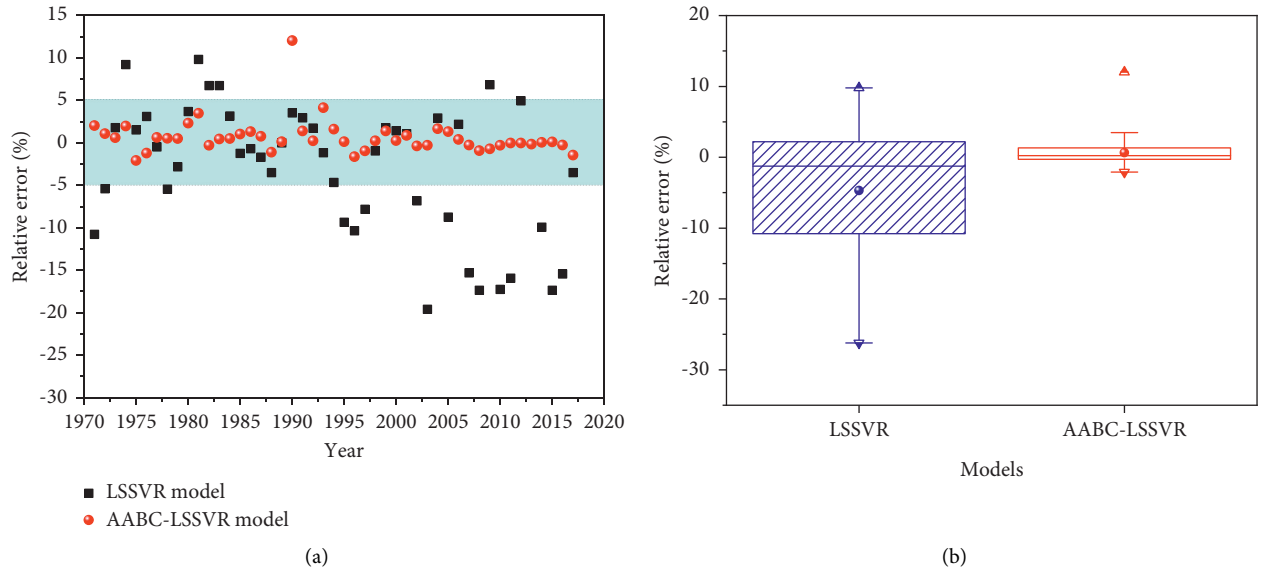 15
10
5
0
-5
-10
-15
-20
-25
-30
Relative error (%)
1970 1975 1980 1985 1990 1995 2000 2005 2010 2015 2020
Year
LSSVR model
AABC-LSSVR model
(a)
20
10
0
-10
-20
-30
Relative error (%)
LSSVR AABC-LSSVR
Models
(b)